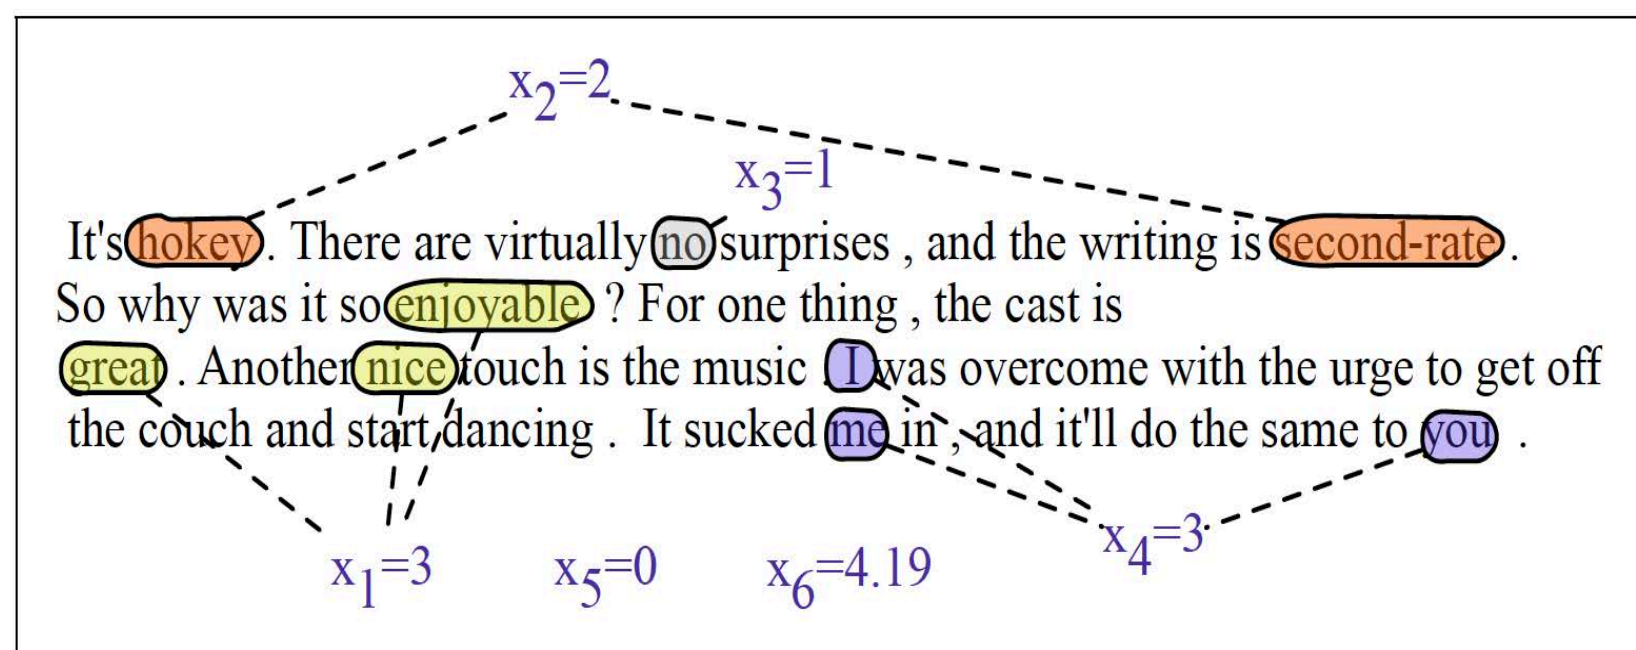 x2=2
x3=1
It's hokey . There are virtually no surprises , and the writing is second-rate .
So why was it so enjoyable ? For one thing , the cast is
great . Another nice touch is the music . I was overcome with the urge to get off
the couch and start dancing . It sucked me in , and it'll do the same to you .
x4=3
x1=3 x5=0 x6=4.19